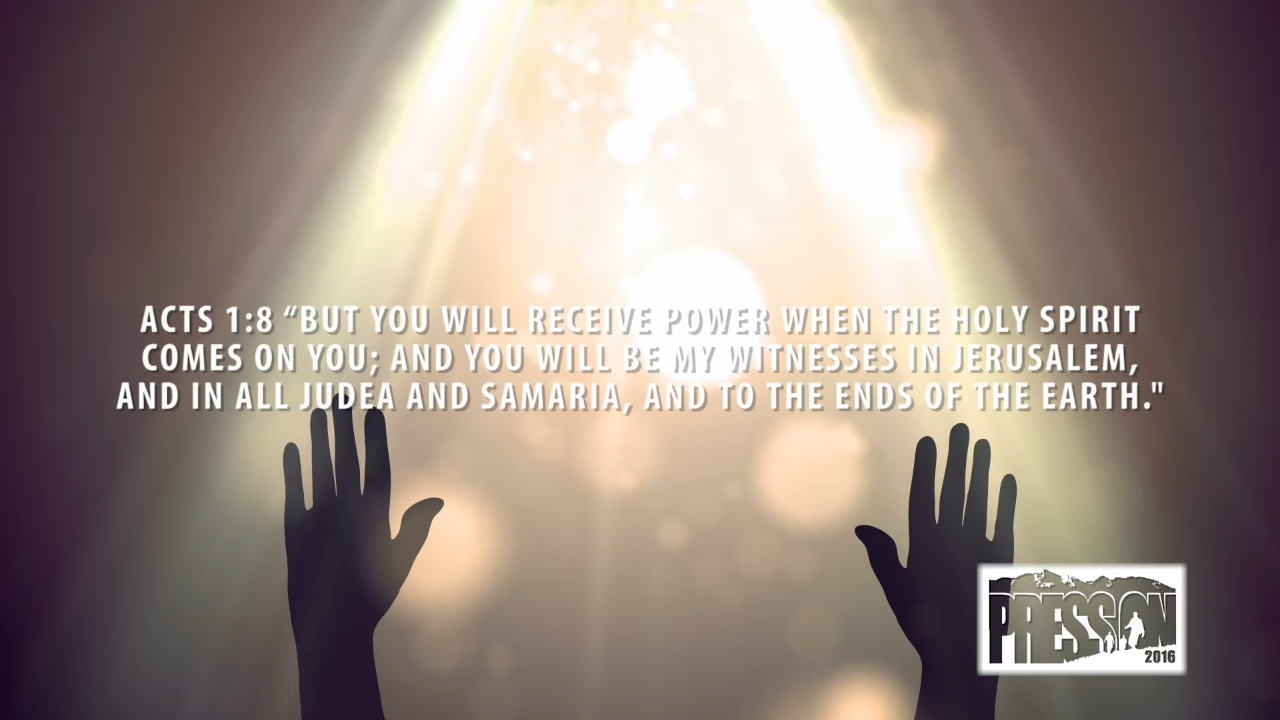 ACTS 1:8 “BUT YOU WILL RECEIVE POWER WHEN THE HOLY SPIRIT
COMES ON YOU; AND YOU WILL BE MY WITNESSES IN JERUSALEM,
AND IN ALL JUDEA AND SAMARIA, AND TO THE ENDS OF THE EARTH."
PRESS ON
2016